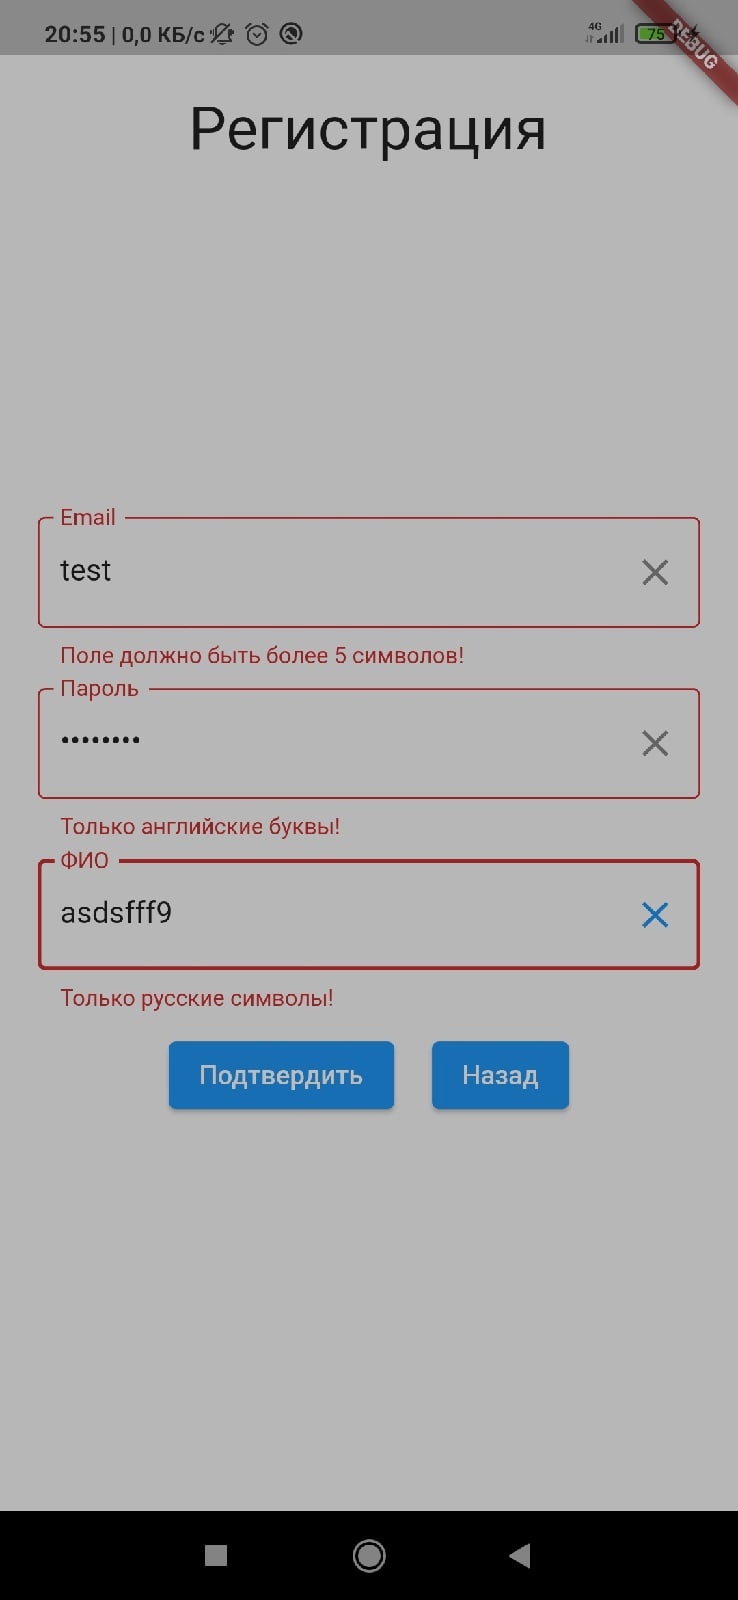 20:55 | 0,0 КБ/с
4G
75
DEBUG
Регистрация
Email
test
Поле должно быть более 5 символов!
Пароль
••••••••
Только английские буквы!
ФИО
asdsfff9
Только русские символы!
Подтвердить
Назад